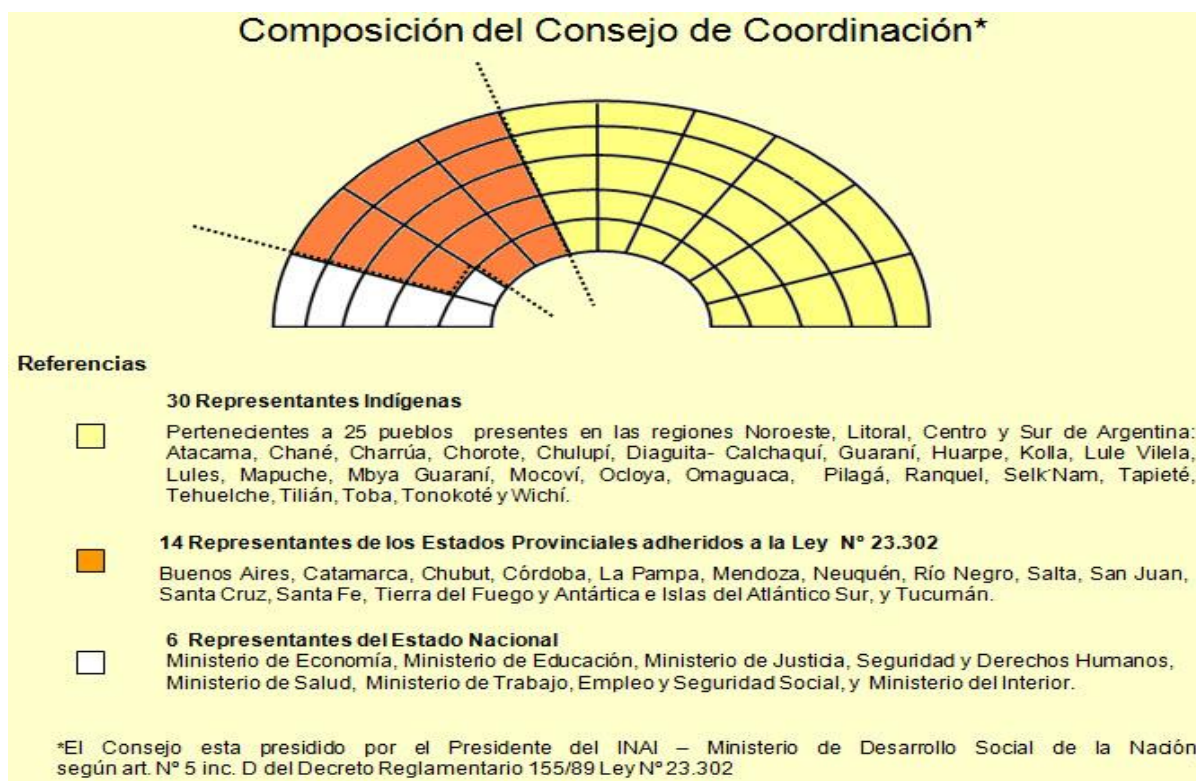 Composición del Consejo de Coordinación*
Referencias
30 Representantes Indígenas
Pertenecientes a 25 pueblos presentes en las regiones Noroeste, Litoral, Centro y Sur de Argentina:
Atacama, Chané, Charrúa, Chorote, Chulupí, Diaguita- Calchaquí, Guaraní, Huarpe, Kolla, Lule Vilela,
Lules, Mapuche, Mbya Guaraní, Mocoví, Ocloya, Omaguaca, Pilagá, Ranquel, Selk´Nam, Tapieté,
Tehuelche, Tilián, Toba, Tonokoté y Wichí.
14 Representantes de los Estados Provinciales adheridos a la Ley Nº 23.302
Buenos Aires, Catamarca, Chubut, Córdoba, La Pampa, Mendoza, Neuquén, Río Negro, Salta, San Juan,
Santa Cruz, Santa Fe, Tierra del Fuego y Antártica e Islas del Atlántico Sur, y Tucumán.
6 Representantes del Estado Nacional
Ministerio de Economía, Ministerio de Educación, Ministerio de Justicia, Seguridad y Derechos Humanos,
Ministerio de Salud, Ministerio de Trabajo, Empleo y Seguridad Social, y Ministerio del Interior.
*El Consejo esta presidido por el Presidente del INAI – Ministerio de Desarrollo Social de la Nación
según art. Nº 5 inc. D del Decreto Reglamentario 155/89 Ley Nº 23.302